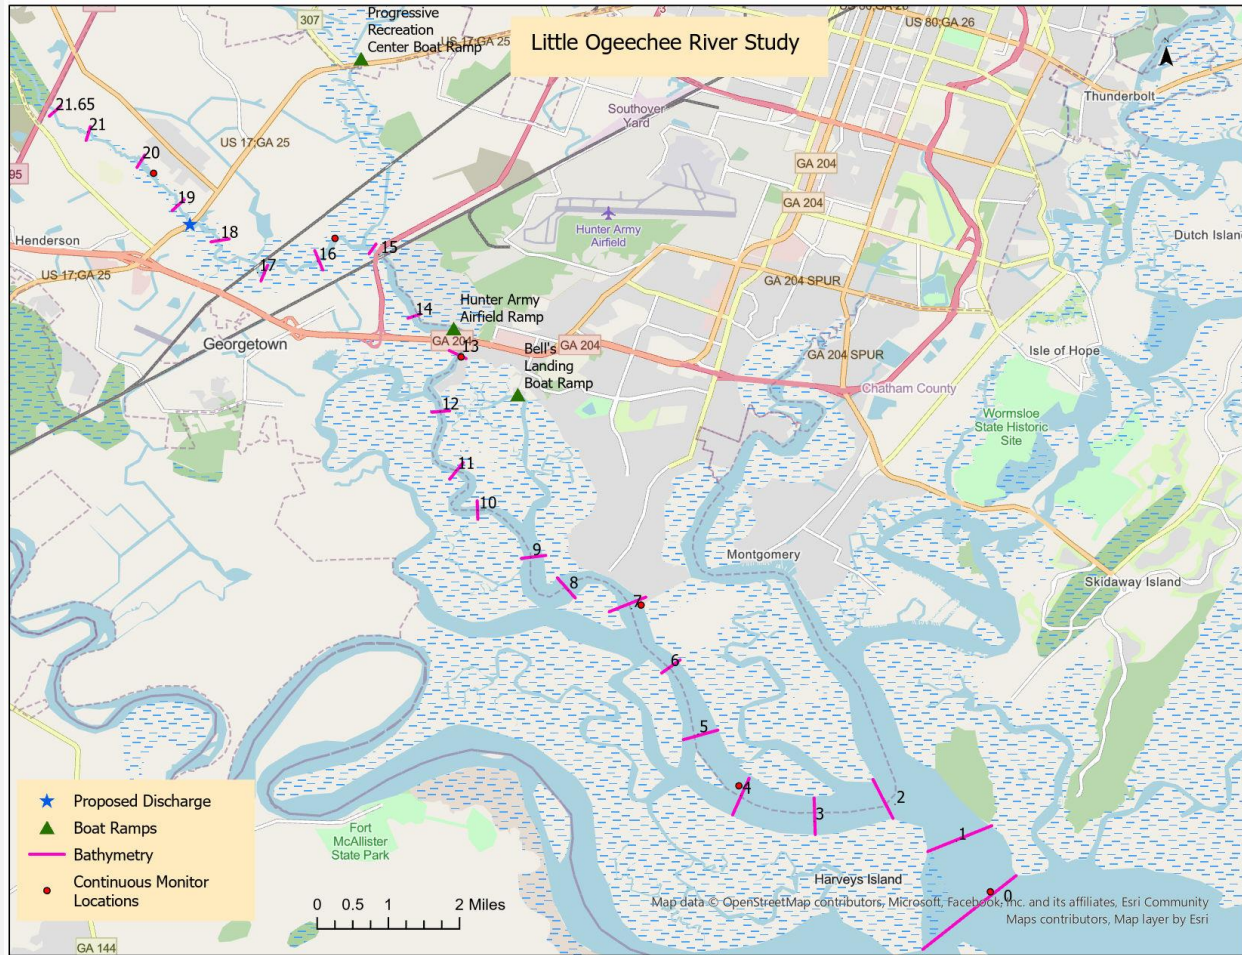 Little Ogeechee River Study
Progressive
Recreation
Center Boat Ramp
307
US 17;GA 25
US 80;GA 26
Thunderbolt
Southover
Yard
21.65
21
20
19
18
17
16
15
14
13
12
11
10
9
8
7
6
5
4
3
2
1
0
US 17;GA 25
95
GA 204
GA 204
Henderson
Hunter Army
Airfield
Dutch Island
US 17;GA 25
GA 204 SPUR
Hunter Army
Airfield Ramp
GA 204
GA 204
Georgetown
Bell's
Landing
Boat Ramp
GA 204 SPUR
Isle of Hope
Chatham County
Wormsloe
State Historic
Site
Montgomery
Skidaway Island
Proposed Discharge
Boat Ramps
Bathymetry
Continuous Monitor
Locations
Fort
McAllister
State Park
0 0.5 1 2 Miles
GA 144
Harveys Island
Map data © OpenStreetMap contributors, Microsoft, Facebook, Inc. and its affiliates, Esri Community
Maps contributors, Map layer by Esri